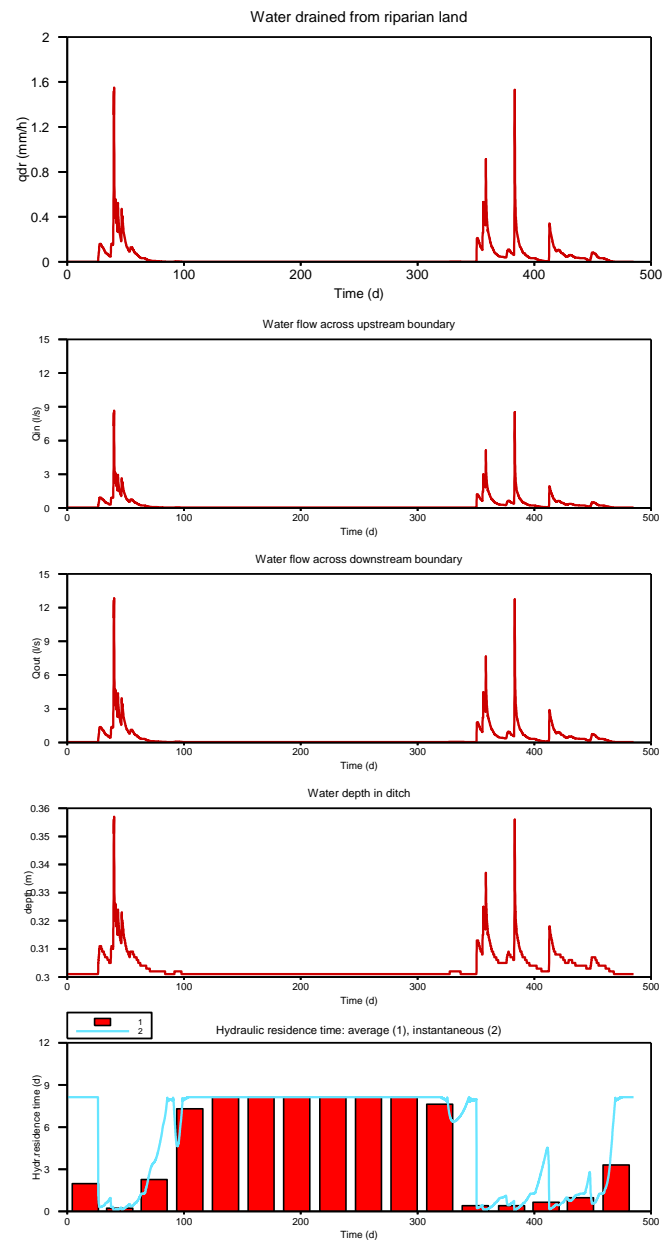 Water drained from riparian land
2
1.6
1.2
0.8
0.4
0
qdr (mm/h)
0 100 200 300 400 500
Time (d)
Water flow across upstream boundary
15
12
9
6
3
0
Qin (l/s)
0 100 200 300 400 500
Time (d)
Water flow across downstream boundary
15
12
9
6
3
0
Qout (l/s)
0 100 200 300 400 500
Time (d)
Water depth in ditch
0.36
0.35
0.34
0.33
0.32
0.31
0.3
depth (m)
0 100 200 300 400 500
Time (d)
1
2
Hydraulic residence time: average (1), instantaneous (2)
12
9
6
3
0
Hydr.residence time (d)
0 100 200 300 400 500
Time (d)